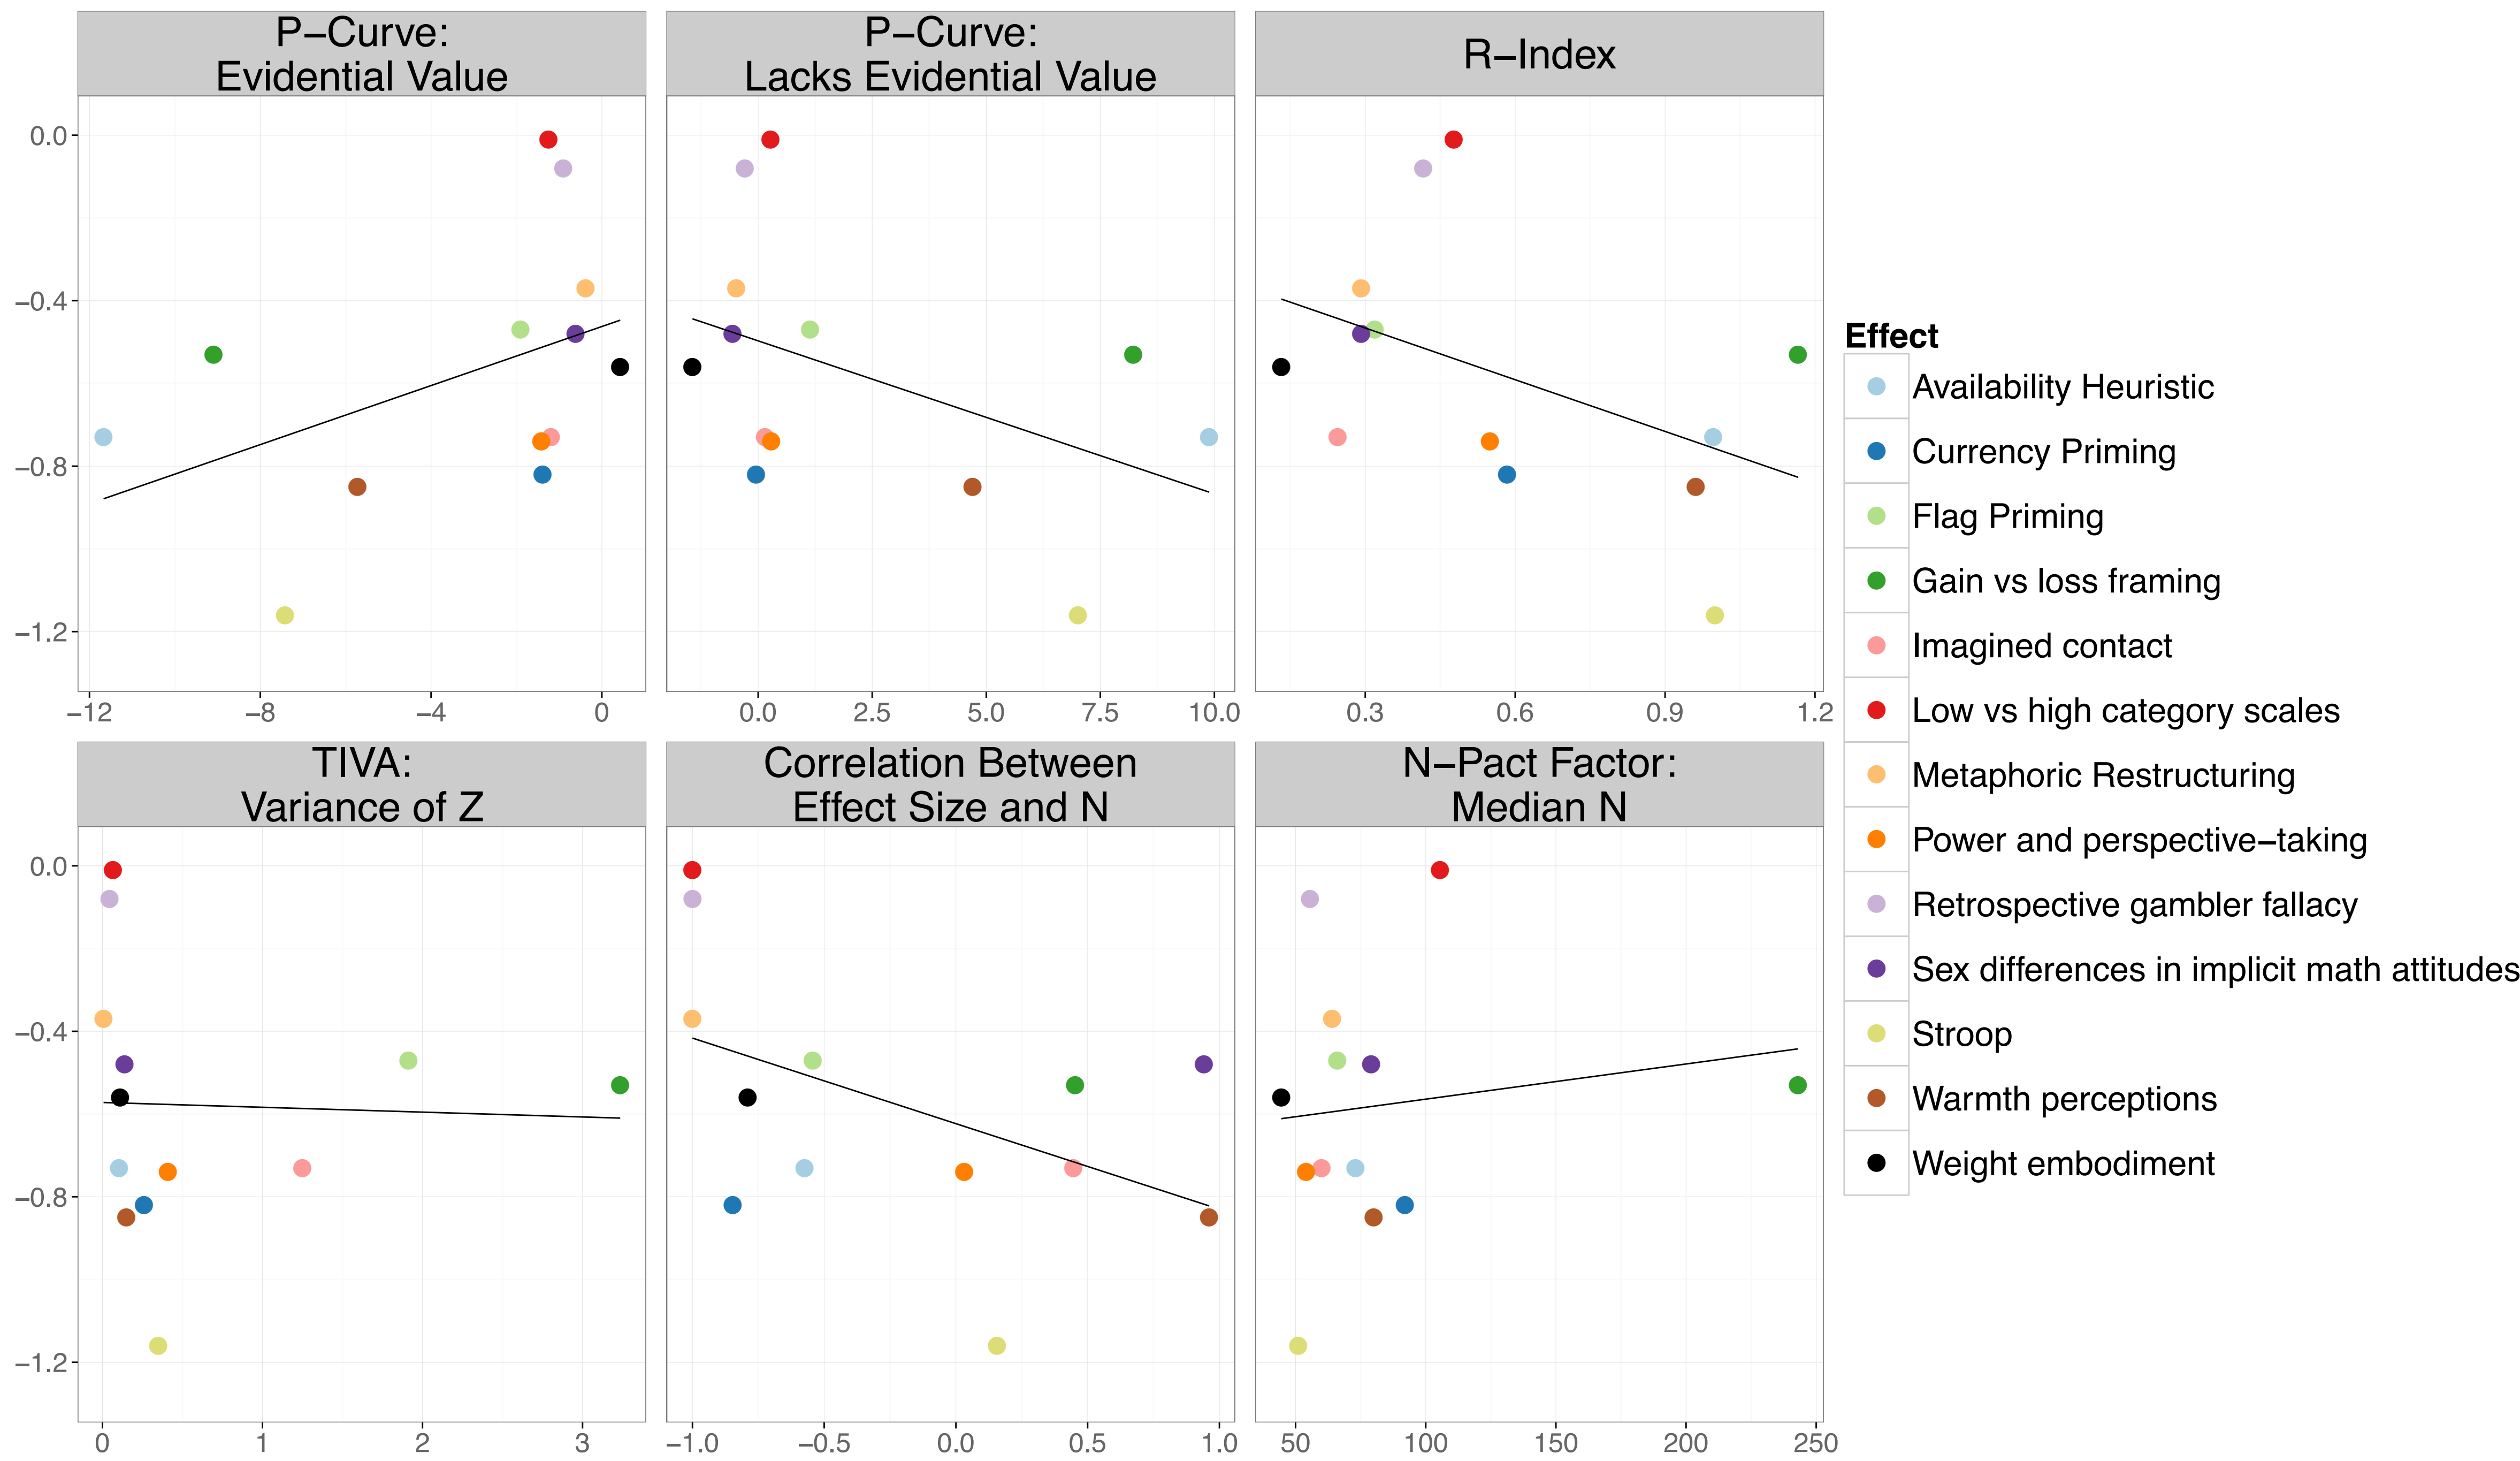 P−Curve:
Evidential Value
P−Curve:
Lacks Evidential Value
R−Index
0.0
−0.4
−0.8
−1.2
−12 −8 −4 0
0.0 2.5 5.0 7.5 10.0
0.3 0.6 0.9 1.2
TIVA:
Variance of Z
Correlation Between
Effect Size and N
N−Pact Factor:
Median N
0.0
−0.4
−0.8
−1.2
0 1 2 3
−1.0 −0.5 0.0 0.5 1.0
50 100 150 200 250
Effect
Availability Heuristic
Currency Priming
Flag Priming
Gain vs loss framing
Imagined contact
Low vs high category scales
Metaphoric Restructuring
Power and perspective−taking
Retrospective gambler fallacy
Sex differences in implicit math attitudes
Stroop
Warmth perceptions
Weight embodiment